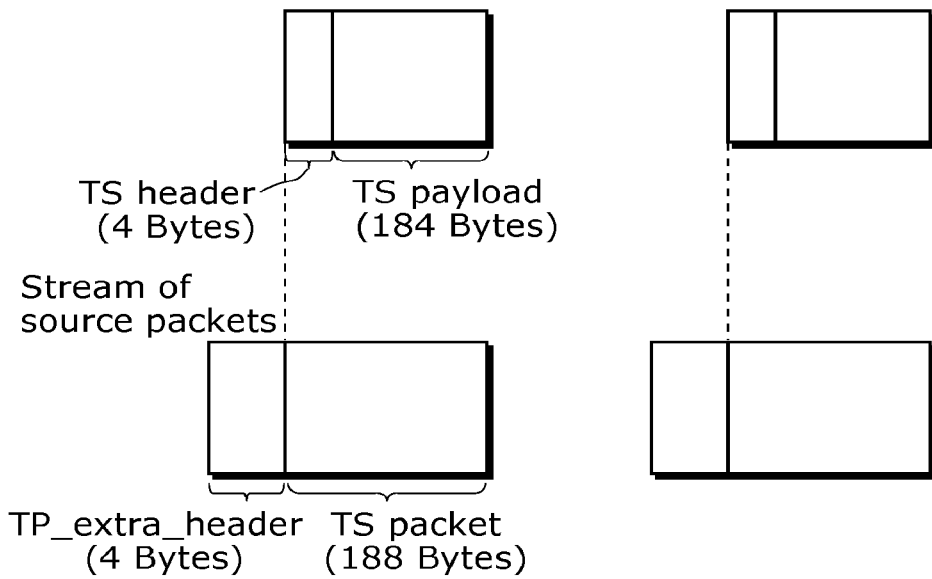 TS header
(4 Bytes)
TS payload
(184 Bytes)
Stream of
source packets
TP_extra_header
(4 Bytes)
TS packet
(188 Bytes)